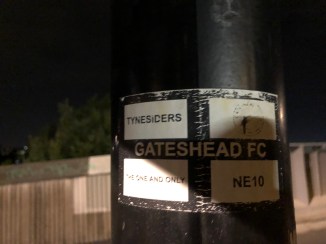 TYNESiDERS
GATESHEAD FC
THE ONE AND ONLY
NE10